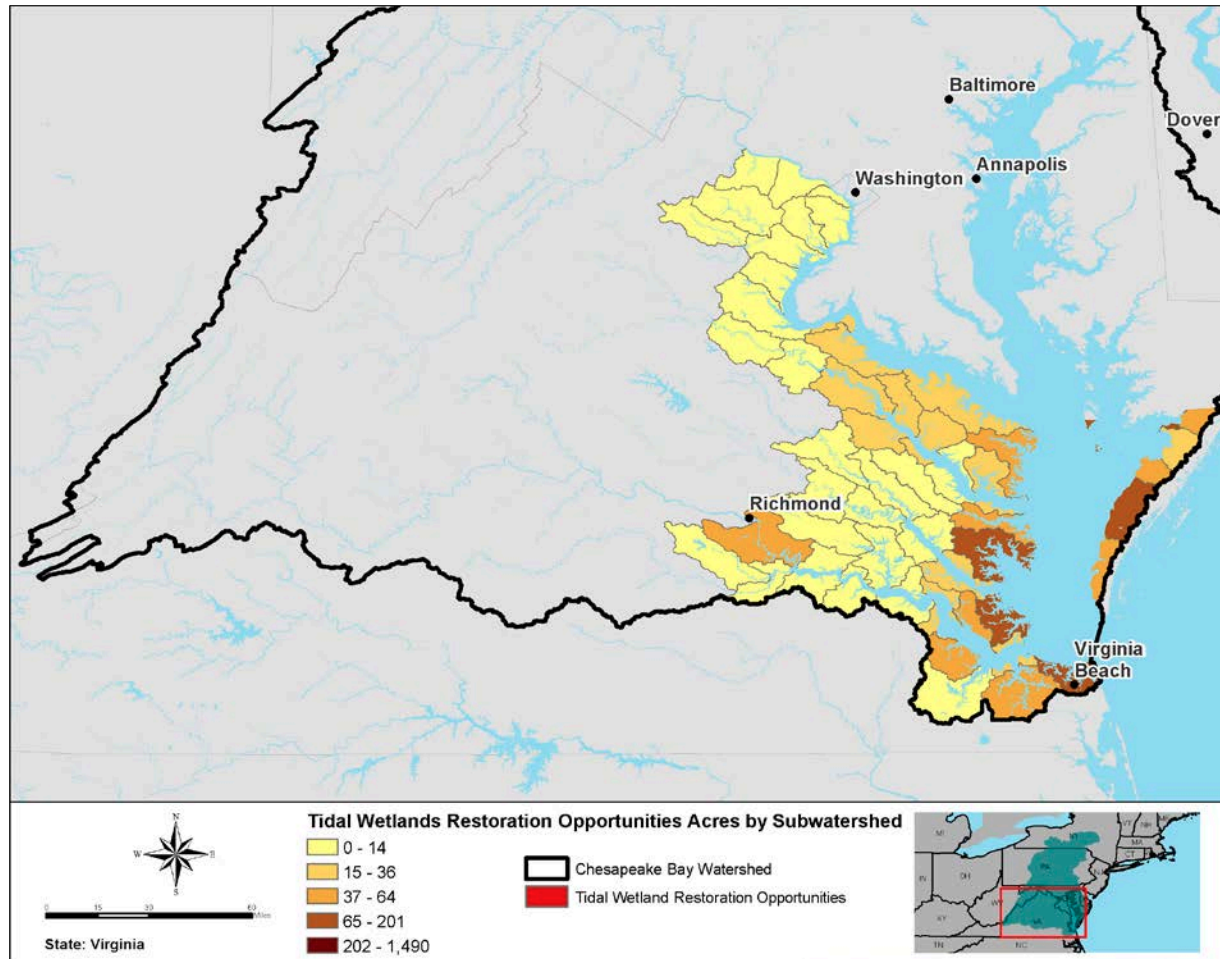 Baltimore
Dover
Annapolis
Washington
Richmond
Virginia
Beach
N
W
E
S
0 15 30 60
Miles
State: Virginia
Tidal Wetlands Restoration Opportunities Acres by Subwatershed
0 - 14
15 - 36
37 - 64
65 - 201
202 - 1,490
Chesapeake Bay Watershed
Tidal Wetland Restoration Opportunities
MI
NY
VT
NH
MA
CT
PA
NJ
IN
OH
WV
KY
VA
TN
NC